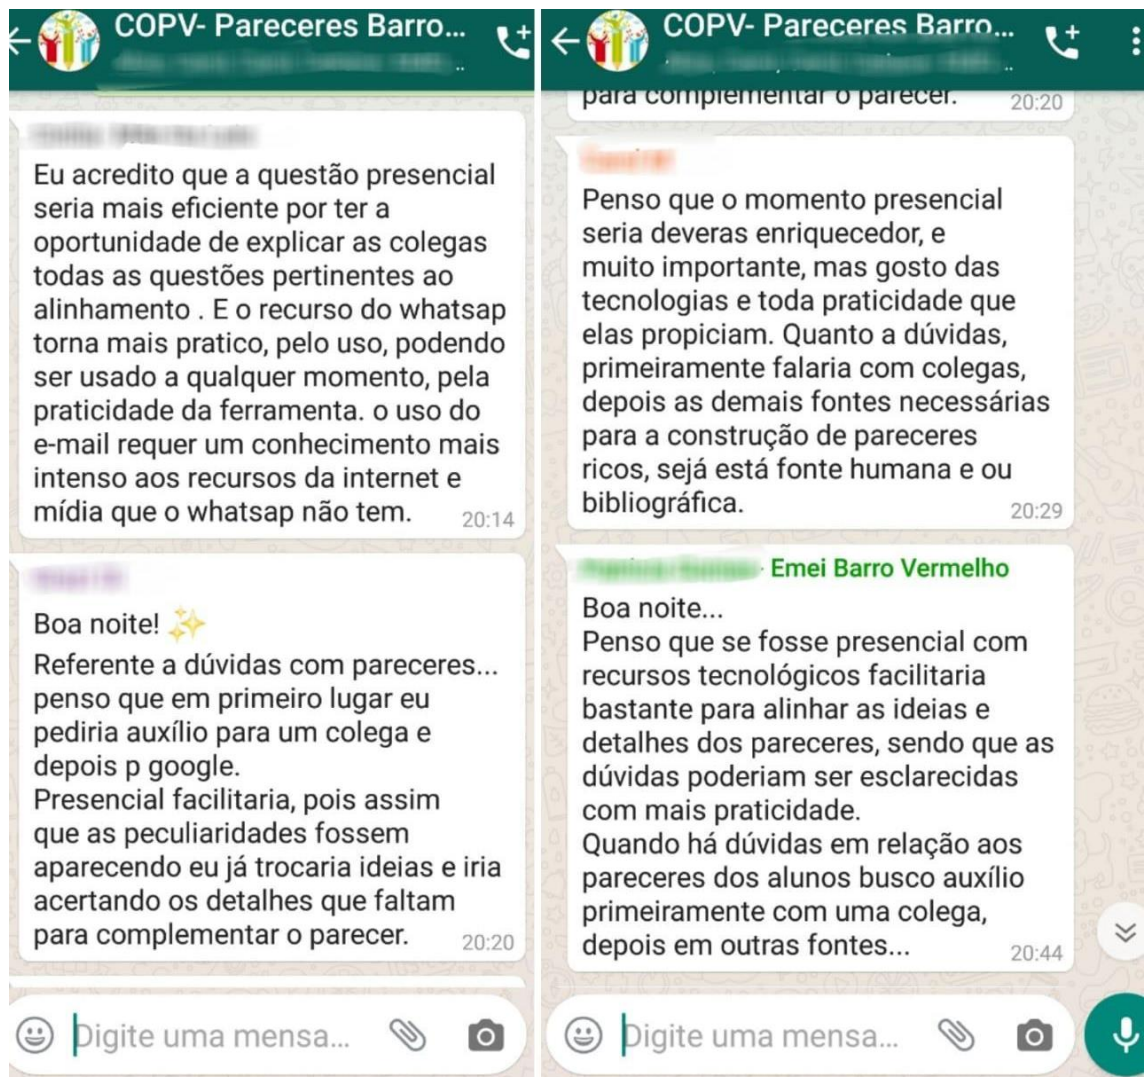 COPV- Pareceres Barro...
Eu acredito que a questão presencial
seria mais eficiente por ter a
oportunidade de explicar as colegas
todas as questões pertinentes ao
alinhamento . E o recurso do whatsap
torna mais pratico, pelo uso, podendo
ser usado a qualquer momento, pela
praticidade da ferramenta. o uso do
e-mail requer um conhecimento mais
intenso aos recursos da internet e
mídia que o whatsap não tem.
20:14
Boa noite! ✨
Referente a dúvidas com pareceres...
penso que em primeiro lugar eu
pediria auxílio para um colega e
depois p google.
Presencial facilitaria, pois assim
que as peculiaridades fossem
aparecendo eu já trocaria ideias e iria
acertando os detalhes que faltam
para complementar o parecer.
20:20
Digite uma mensa...
COPV- Pareceres Barro...
para complementar o parecer.
20:20
Penso que o momento presencial
seria deveras enriquecedor, e
muito importante, mas gosto das
tecnologias e toda praticidade que
elas propiciam. Quanto a dúvidas,
primeiramente falaria com colegas,
depois as demais fontes necessárias
para a construção de pareceres
ricos, sejá está fonte humana e ou
bibliográfica.
20:29
- Emei Barro Vermelho
Boa noite...
Penso que se fosse presencial com
recursos tecnológicos facilitaria
bastante para alinhar as ideias e
detalhes dos pareceres, sendo que as
dúvidas poderiam ser esclarecidas
com mais praticidade.
Quando há dúvidas em relação aos
pareceres dos alunos busco auxílio
primeiramente com uma colega,
depois em outras fontes...
20:44
Digite uma mensa...